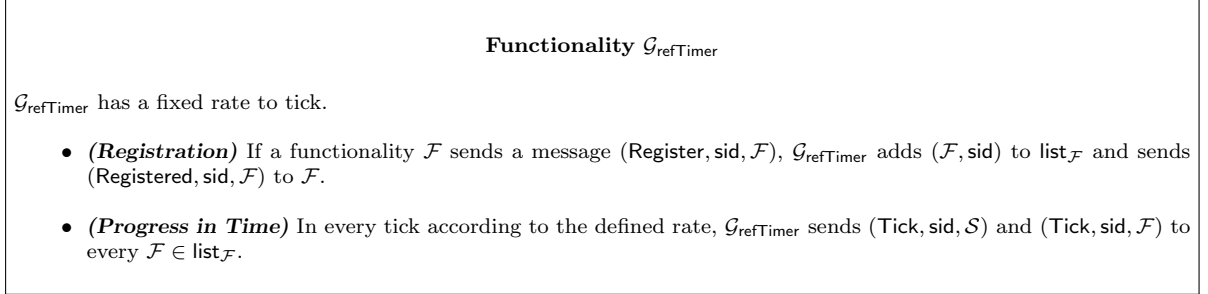 Functionality 𝒢refTimer
𝒢refTimer has a fixed rate to tick.
• (Registration) If a functionality ℱ sends a message (Register, sid, ℱ), 𝒢refTimer adds (ℱ, sid) to listℱ and sends
(Registered, sid, ℱ) to ℱ.
• (Progress in Time) In every tick according to the defined rate, 𝒢refTimer sends (Tick, sid, 𝒮) and (Tick, sid, ℱ) to
every ℱ ∈ listℱ.